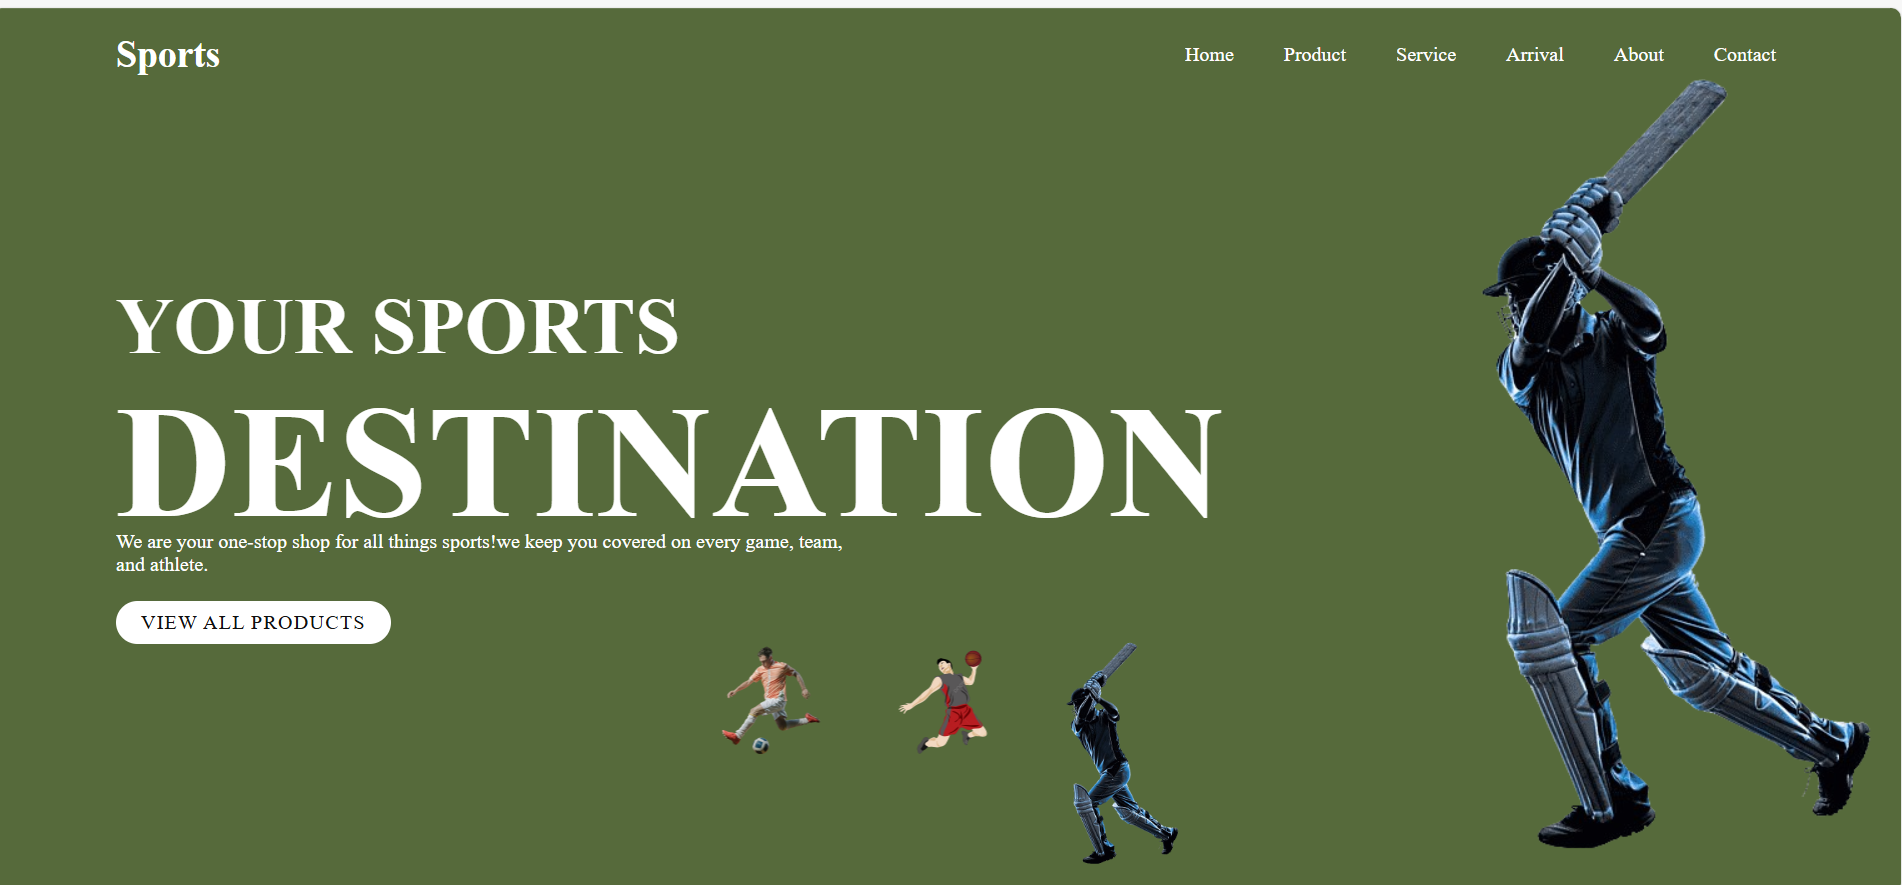 Sports
Home Product Service Arrival About Contact
YOUR SPORTS
DESTINATION
We are your one-stop shop for all things sports!we keep you covered on every game, team,
and athlete.
VIEW ALL PRODUCTS